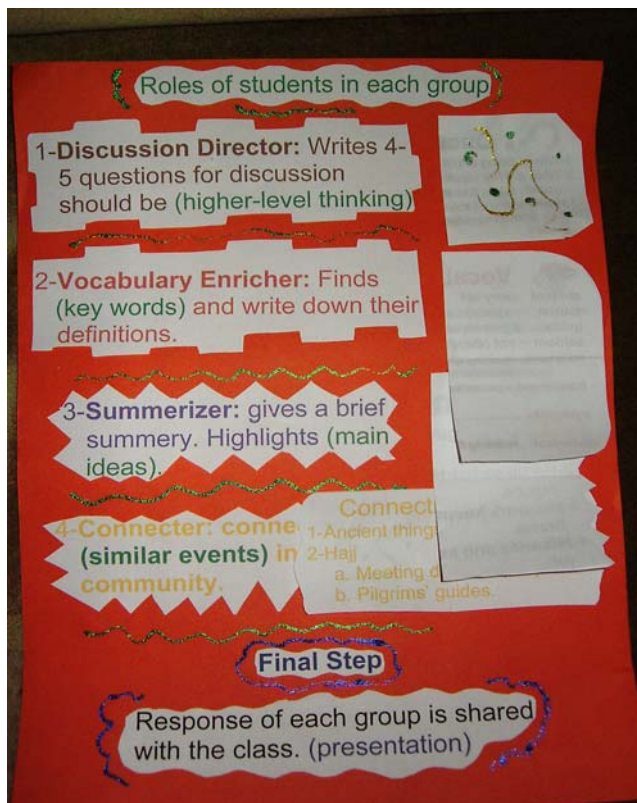 Roles of students in each group
1-Discussion Director: Writes 4-
5 questions for discussion
should be (higher-level thinking)
2-Vocabulary Enricher: Finds
(key words) and write down their
definitions.
3-Summerizer: gives a brief
summery. Highlights (main
ideas).
4-Connecter: conne
(similar events) in
community.
Connect
1-Ancient things
2-Hajj
a. Meeting d
b. Pilgrims' guides.
Final Step
Response of each group is shared
with the class. (presentation)